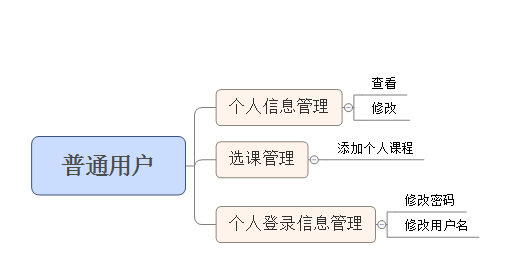 普通用户
个人信息管理
查看
修改
选课管理
添加个人课程
个人登录信息管理
修改密码
修改用户名